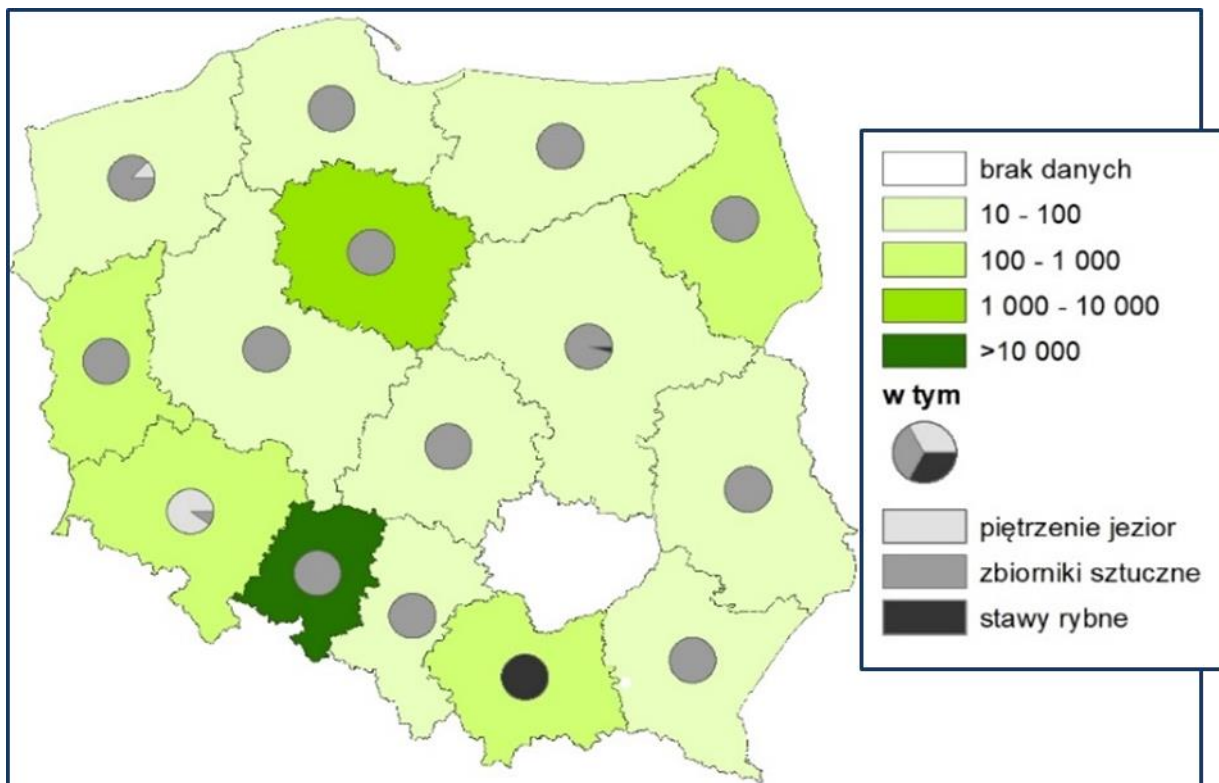 brak danych
10 - 100
100 - 1 000
1 000 - 10 000
>10 000
w tym
piętrzenie jezior
zbiorniki sztuczne
stawy rybne